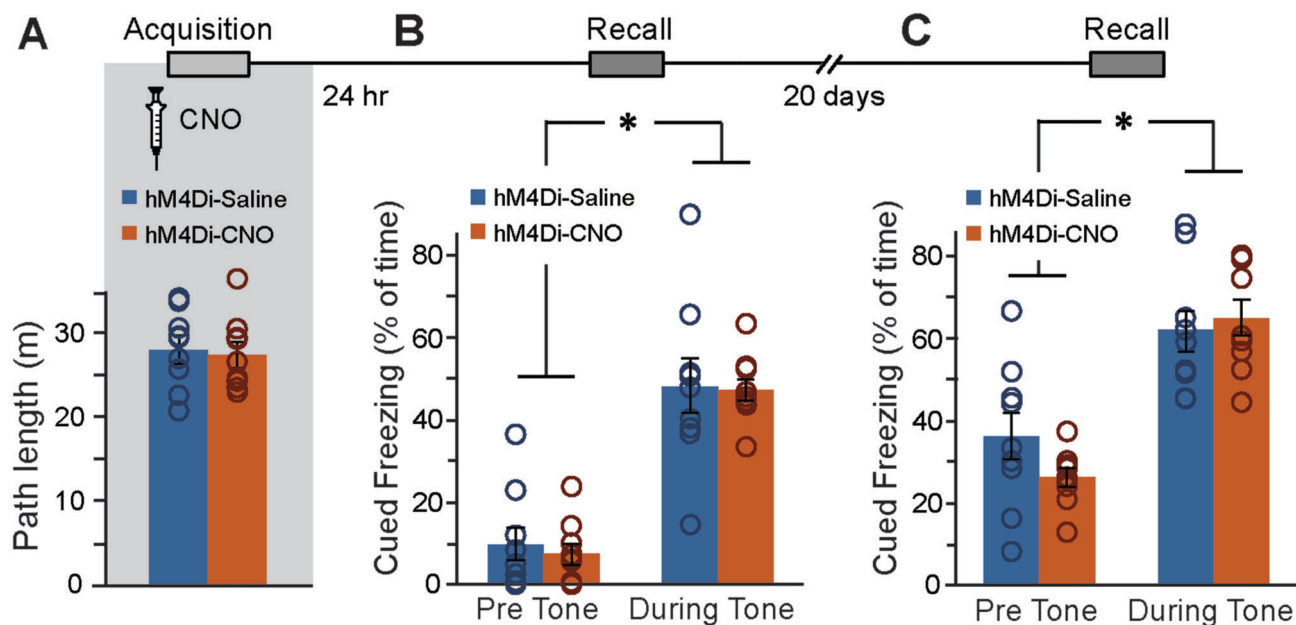 A
Acquisition
B
Recall
C
Recall
24 hr
20 days
CNO
*
*
hM4Di-Saline
hM4Di-CNO
hM4Di-Saline
hM4Di-CNO
hM4Di-Saline
hM4Di-CNO
Path length (m)
30
20
10
0
Cued Freezing (% of time)
80
60
40
20
0
Pre Tone
During Tone
Cued Freezing (% of time)
80
60
40
20
0
Pre Tone
During Tone